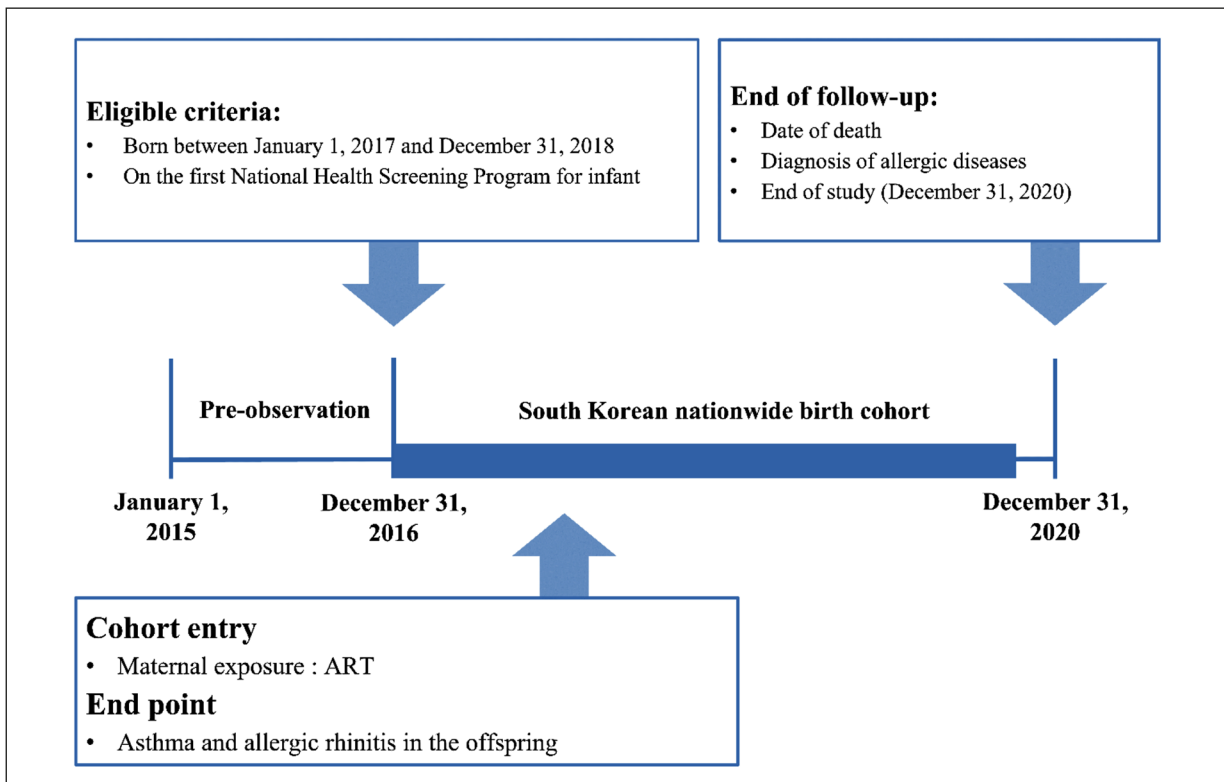 Eligible criteria:
• Born between January 1, 2017 and December 31, 2018
• On the first National Health Screening Program for infant
End of follow-up:
• Date of death
• Diagnosis of allergic diseases
• End of study (December 31, 2020)
Pre-observation
South Korean nationwide birth cohort
January 1,
2015
December 31,
2016
December 31,
2020
Cohort entry
• Maternal exposure : ART
End point
• Asthma and allergic rhinitis in the offspring